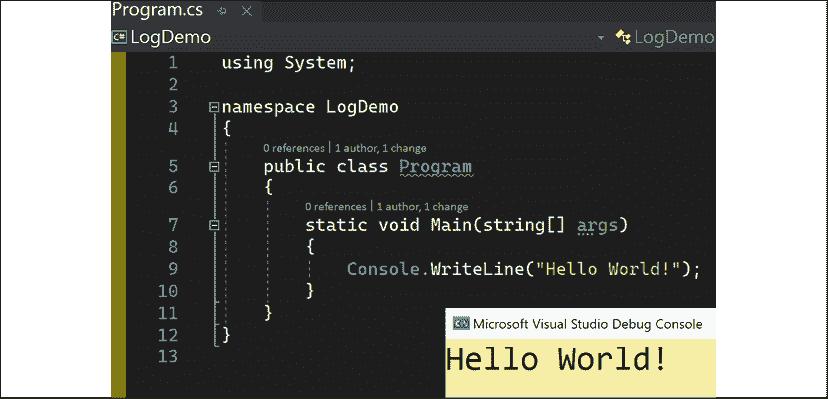 Program.cs
LogDemo LogDemo
1 using System;
2
3 namespace LogDemo
4 {
0 references | 1 author, 1 change
5 public class Program
6 {
0 references | 1 author, 1 change
7 static void Main(string[] args)
8 {
9 Console.WriteLine("Hello World!");
10 }
11 }
12 }
13
Microsoft Visual Studio Debug Console
Hello World!